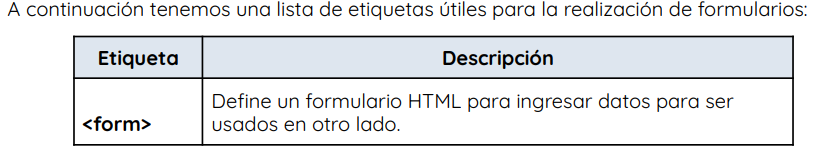 A continuación tenemos una lista de etiquetas útiles para la realización de formularios:
Etiqueta Descripción
<form> Define un formulario HTML para ingresar datos para ser
usados en otro lado.